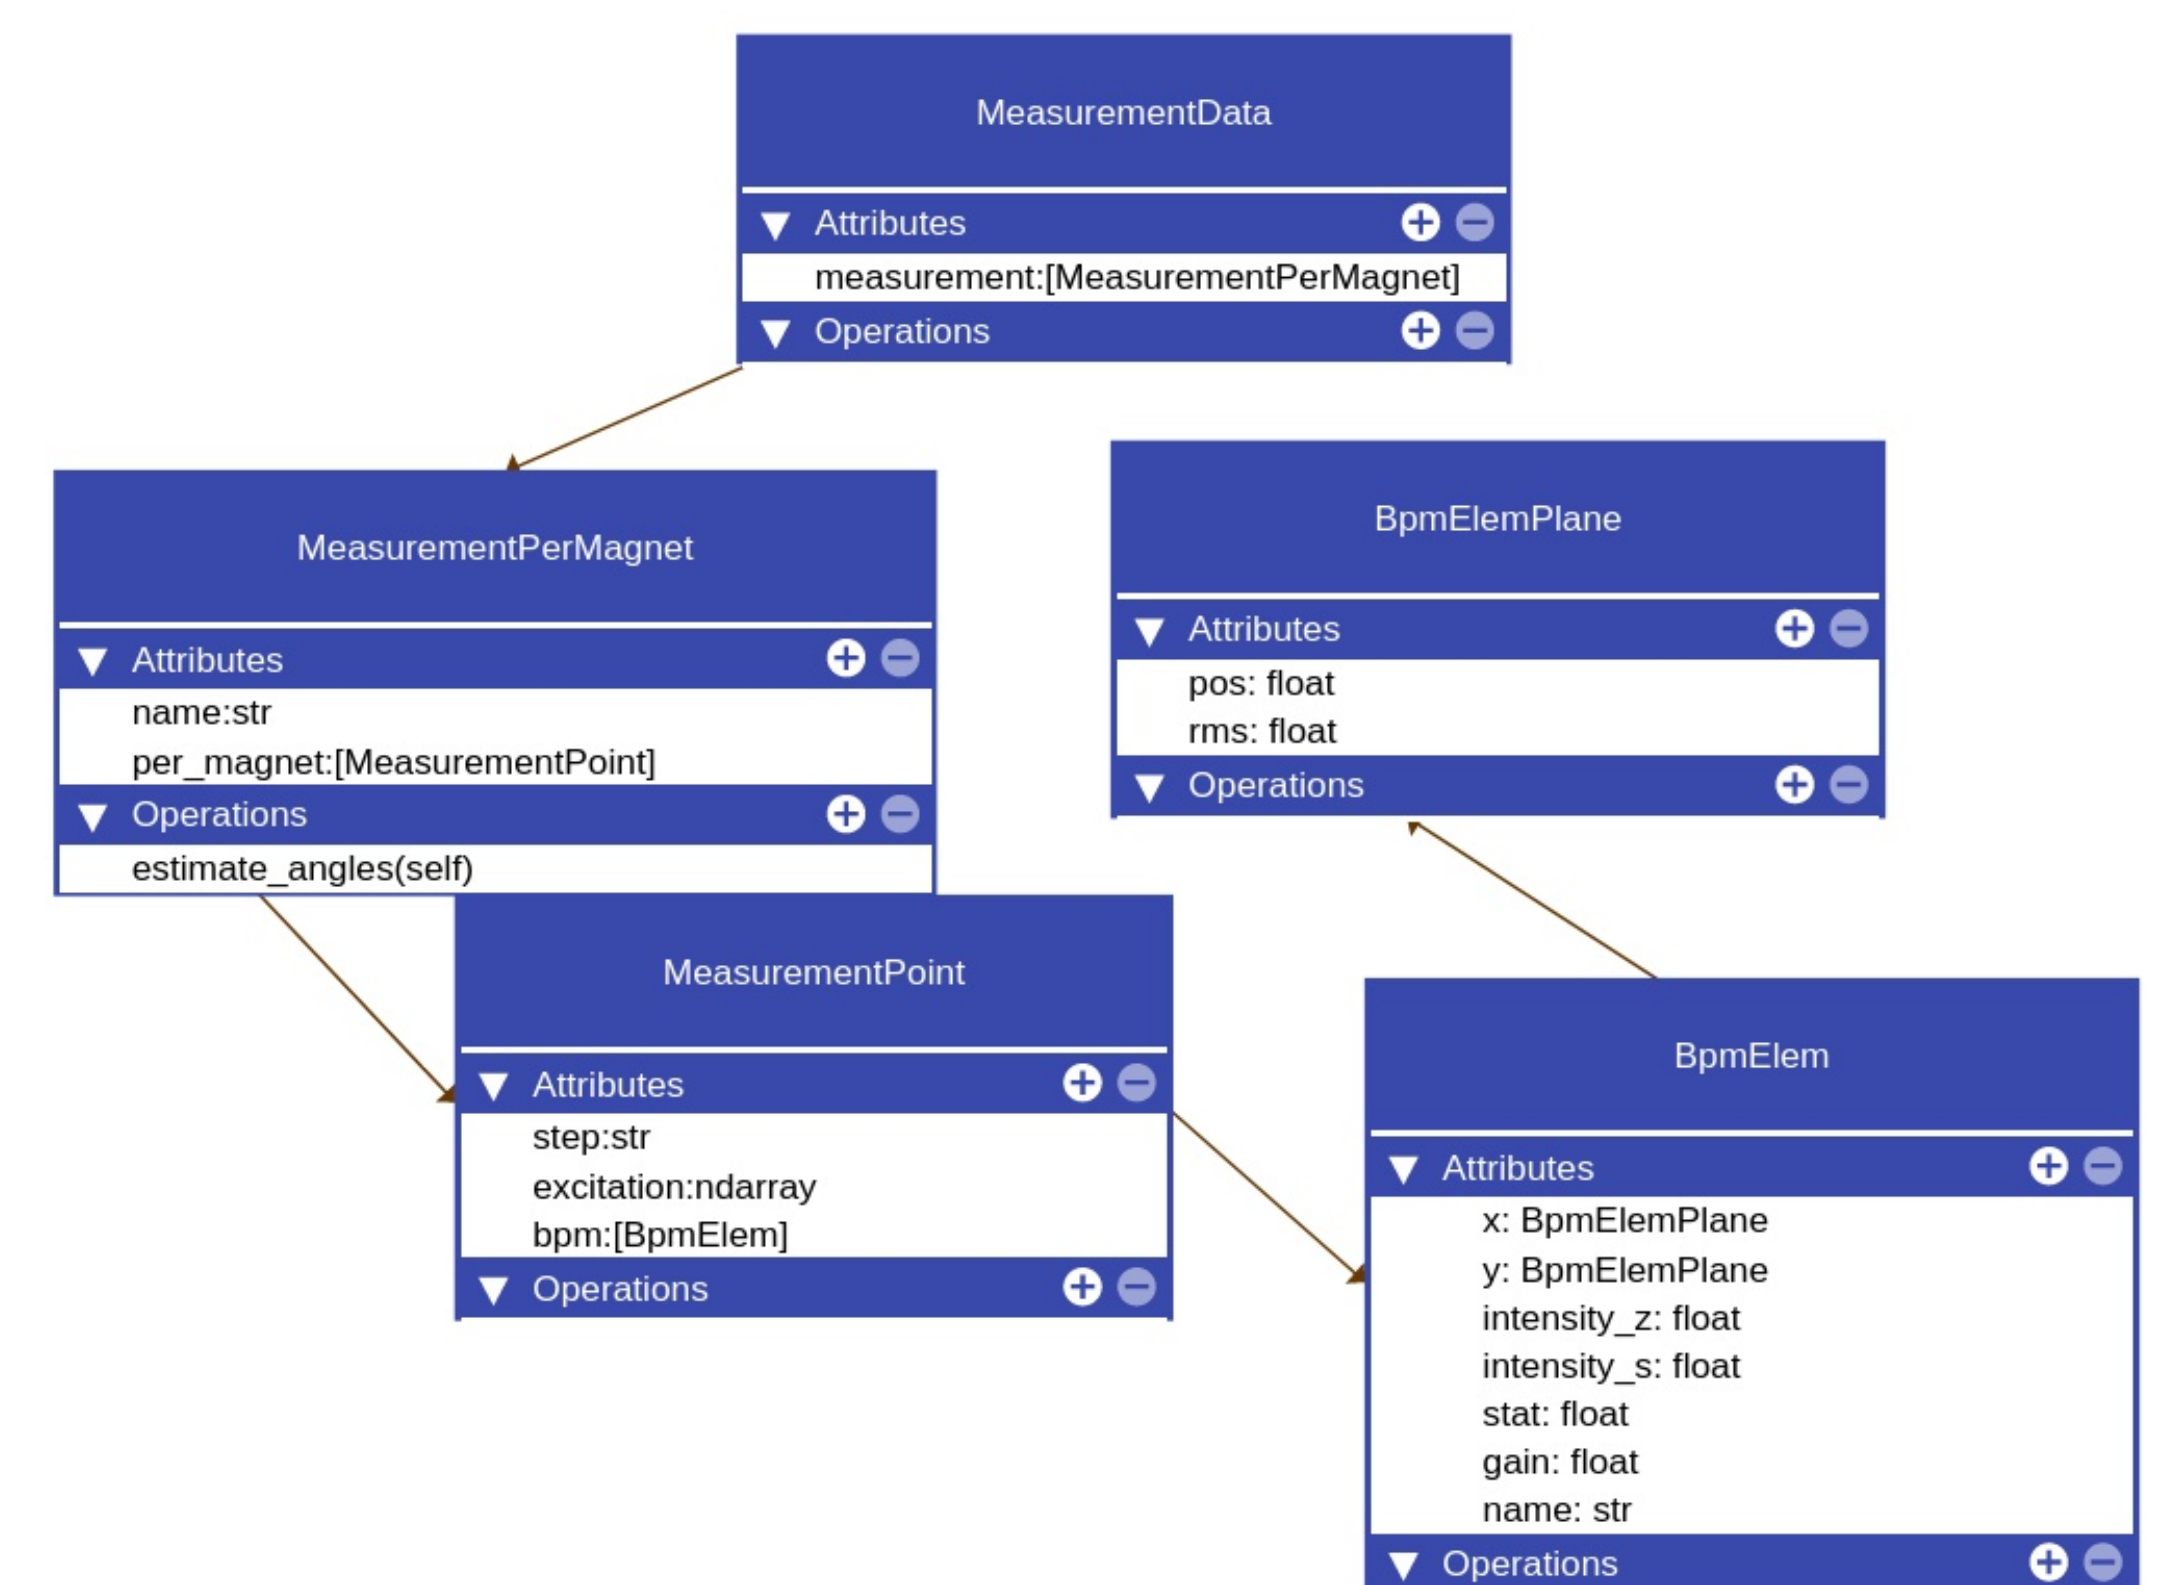 MeasurementData
Attributes
measurement:[MeasurementPerMagnet]
Operations
MeasurementPerMagnet
Attributes
name:str
per_magnet:[MeasurementPoint]
Operations
estimate_angles(self)
BpmElemPlane
Attributes
pos: float
rms: float
Operations
MeasurementPoint
Attributes
step:str
excitation:ndarray
bpm:[BpmElem]
Operations
BpmElem
Attributes
x: BpmElemPlane
y: BpmElemPlane
intensity_z: float
intensity_s: float
stat: float
gain: float
name: str
Operations